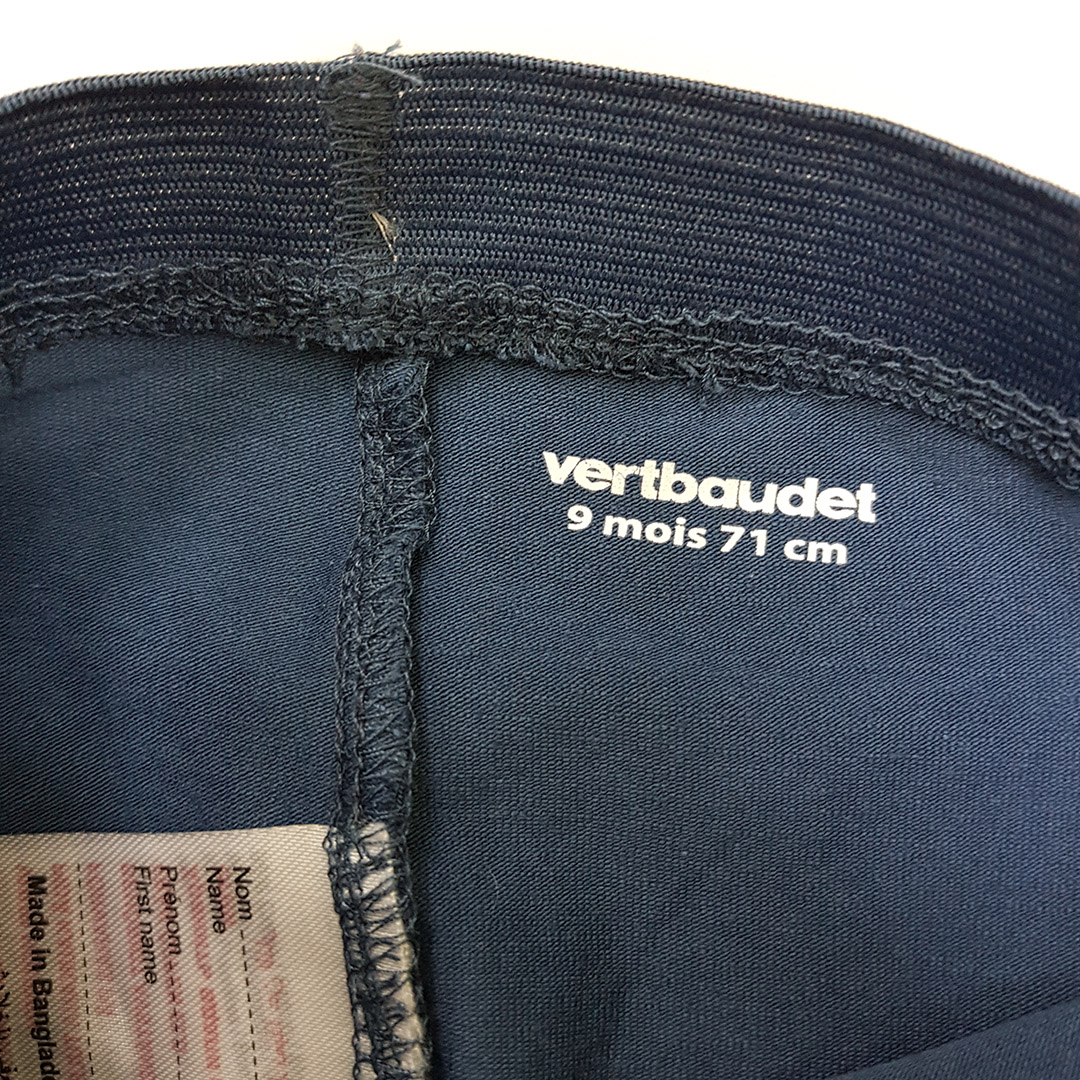 vertbaudet
9 mois 71 cm
Nom
Name
Prénom
First name
Made in Banglad